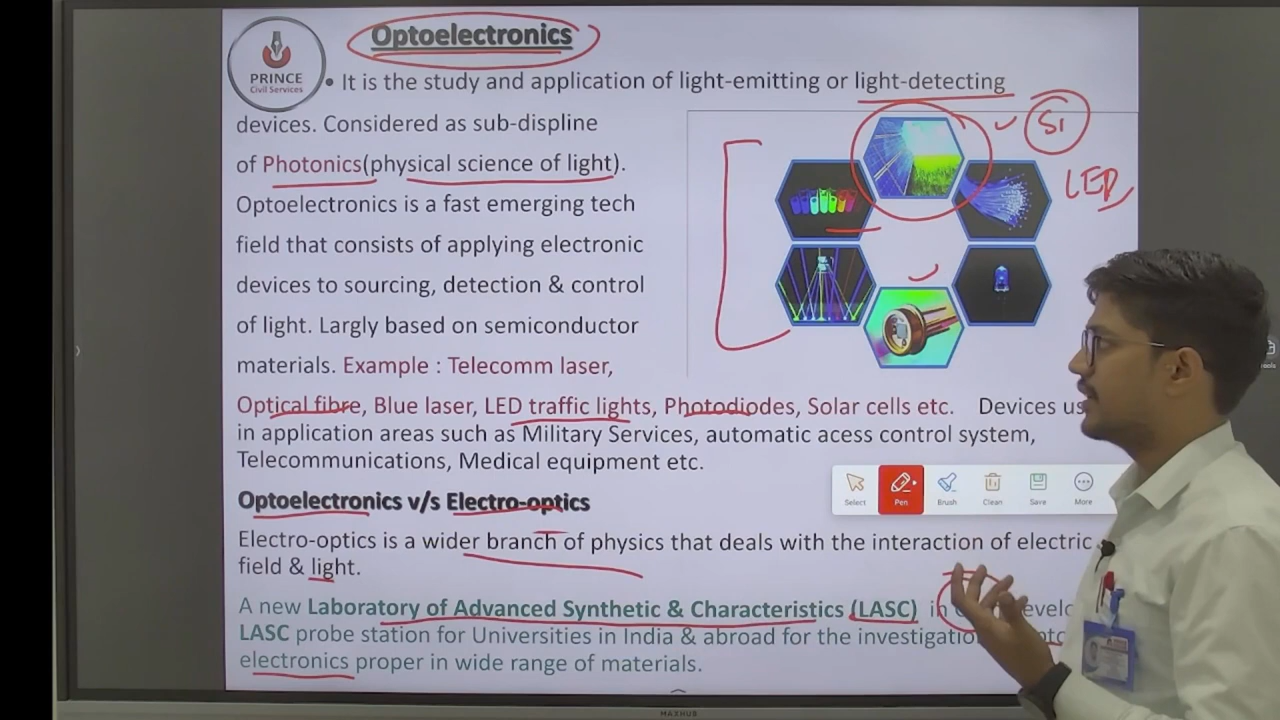 Optoelectronics
PRINCE
Civil Services
• It is the study and application of light-emitting or light-detecting
devices. Considered as sub-displine
of Photonics(physical science of light).
Optoelectronics is a fast emerging tech
field that consists of applying electronic
devices to sourcing, detection & control
of light. Largely based on semiconductor
materials. Example : Telecomm laser,
Optical fibre, Blue laser, LED traffic lights, Photodiodes, Solar cells etc. Devices
in application areas such as Military Services, automatic acess control system,
Telecommunications, Medical equipment etc.
Si
LED
Select Pen Brush Clean Save More
Optoelectronics v/s Electro-optics
Electro-optics is a wider branch of physics that deals with the interaction of electric
field & light.
A new Laboratory of Advanced Synthetic & Characteristics (LASC) in
LASC probe station for Universities in India & abroad for the
electronics proper in wide range of materials.
MAXHUB